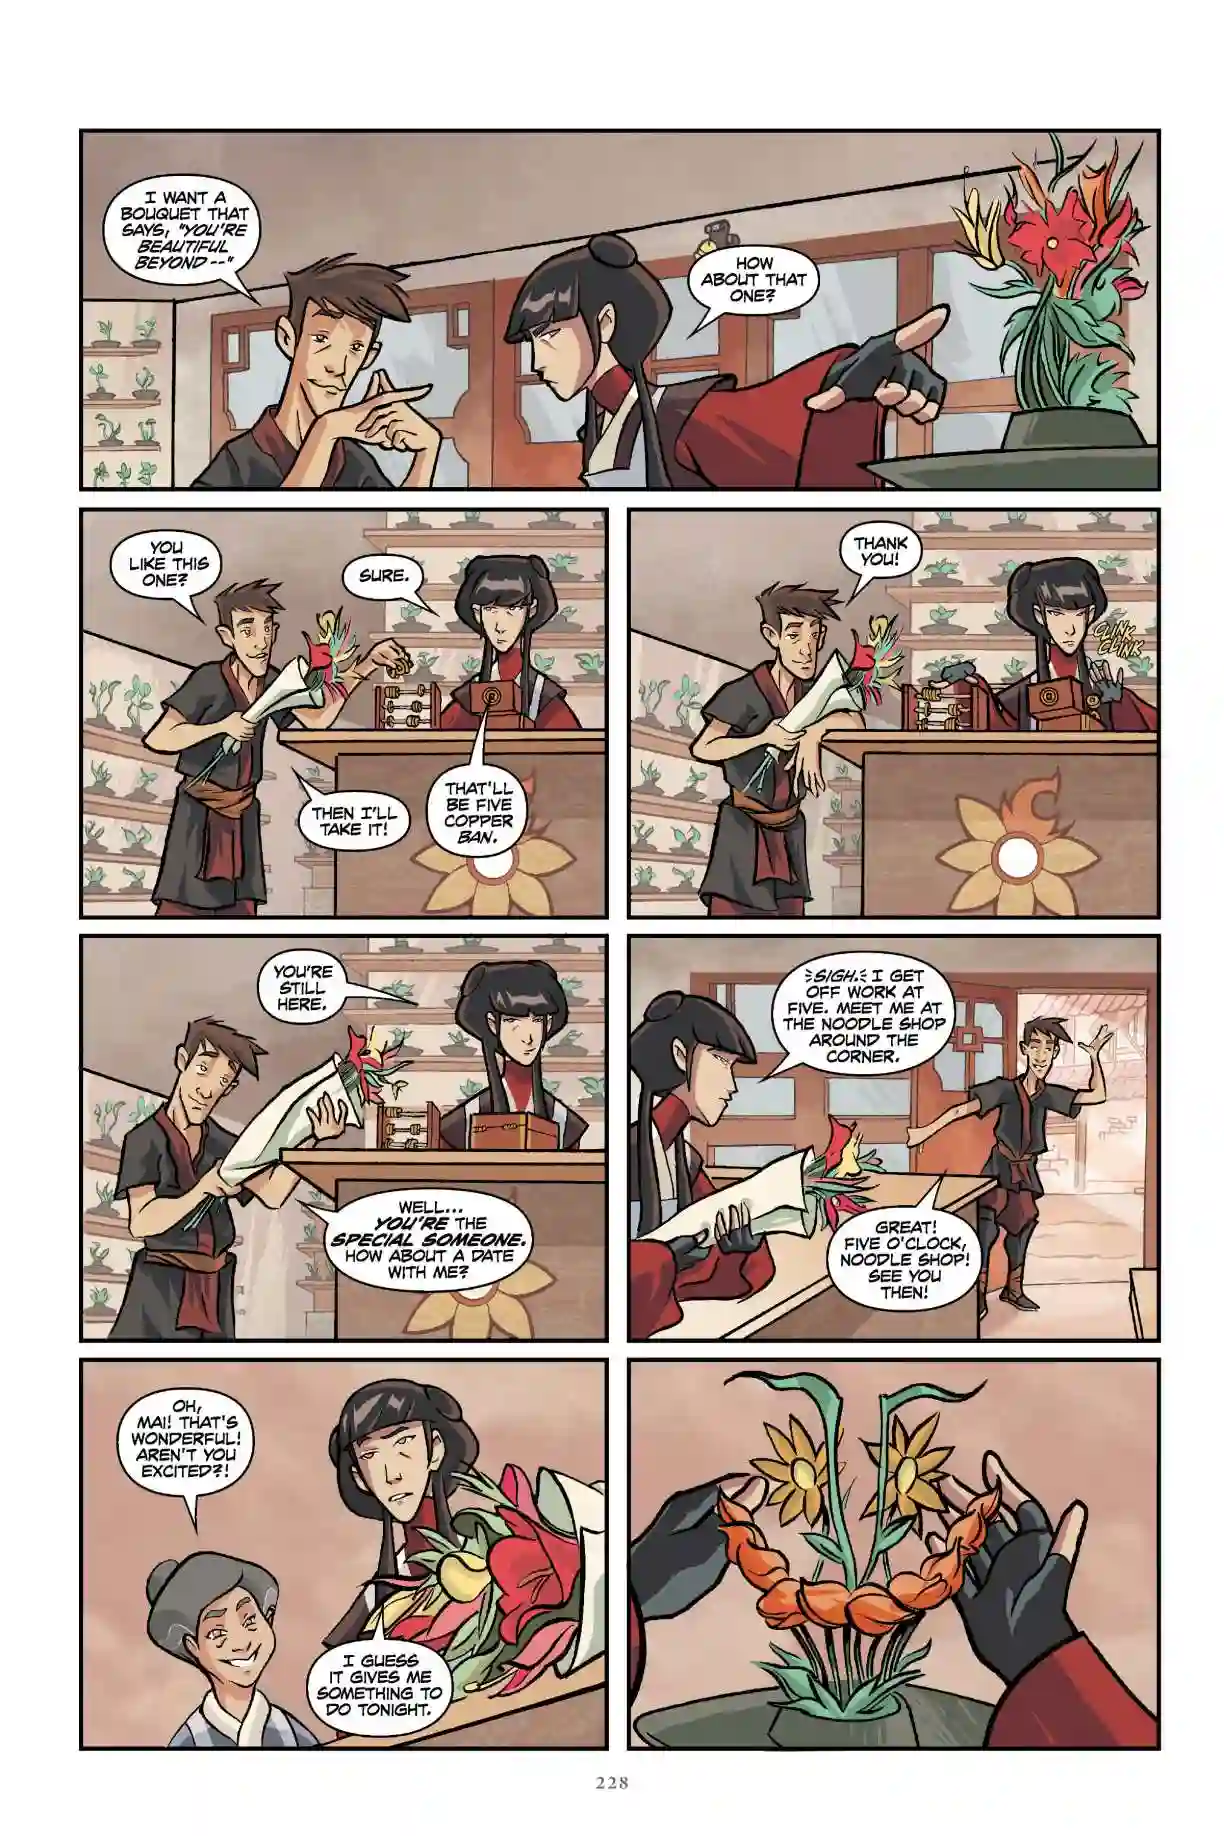 I WANT A
BOUQUET THAT
SAYS, "YOU'RE
BEAUTIFUL
BEYOND--"
HOW
ABOUT THAT
ONE?
YOU
LIKE THIS
ONE?
SURE.
THEN I'LL
TAKE IT!
THAT'LL
BE FIVE
COPPER
BAN.
THANK
YOU!
CLINK
CLINK
YOU'RE
STILL
HERE.
WELL...
YOU'RE THE
SPECIAL SOMEONE.
HOW ABOUT A DATE
WITH ME?
SIGH. I GET
OFF WORK AT
FIVE. MEET ME AT
THE NOODLE SHOP
AROUND THE
CORNER.
GREAT!
FIVE O'CLOCK,
NOODLE SHOP!
SEE YOU
THEN!
OH,
MAI! THAT'S
WONDERFUL!
AREN'T YOU
EXCITED?!
I GUESS
IT GIVES ME
SOMETHING TO
DO TONIGHT.
228